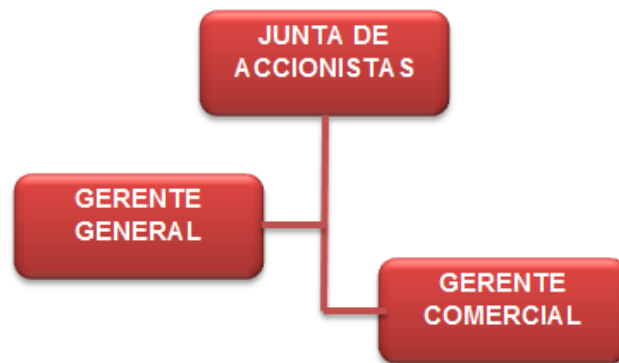 JUNTA DE
ACCIONISTAS
GERENTE
GENERAL
GERENTE
COMERCIAL